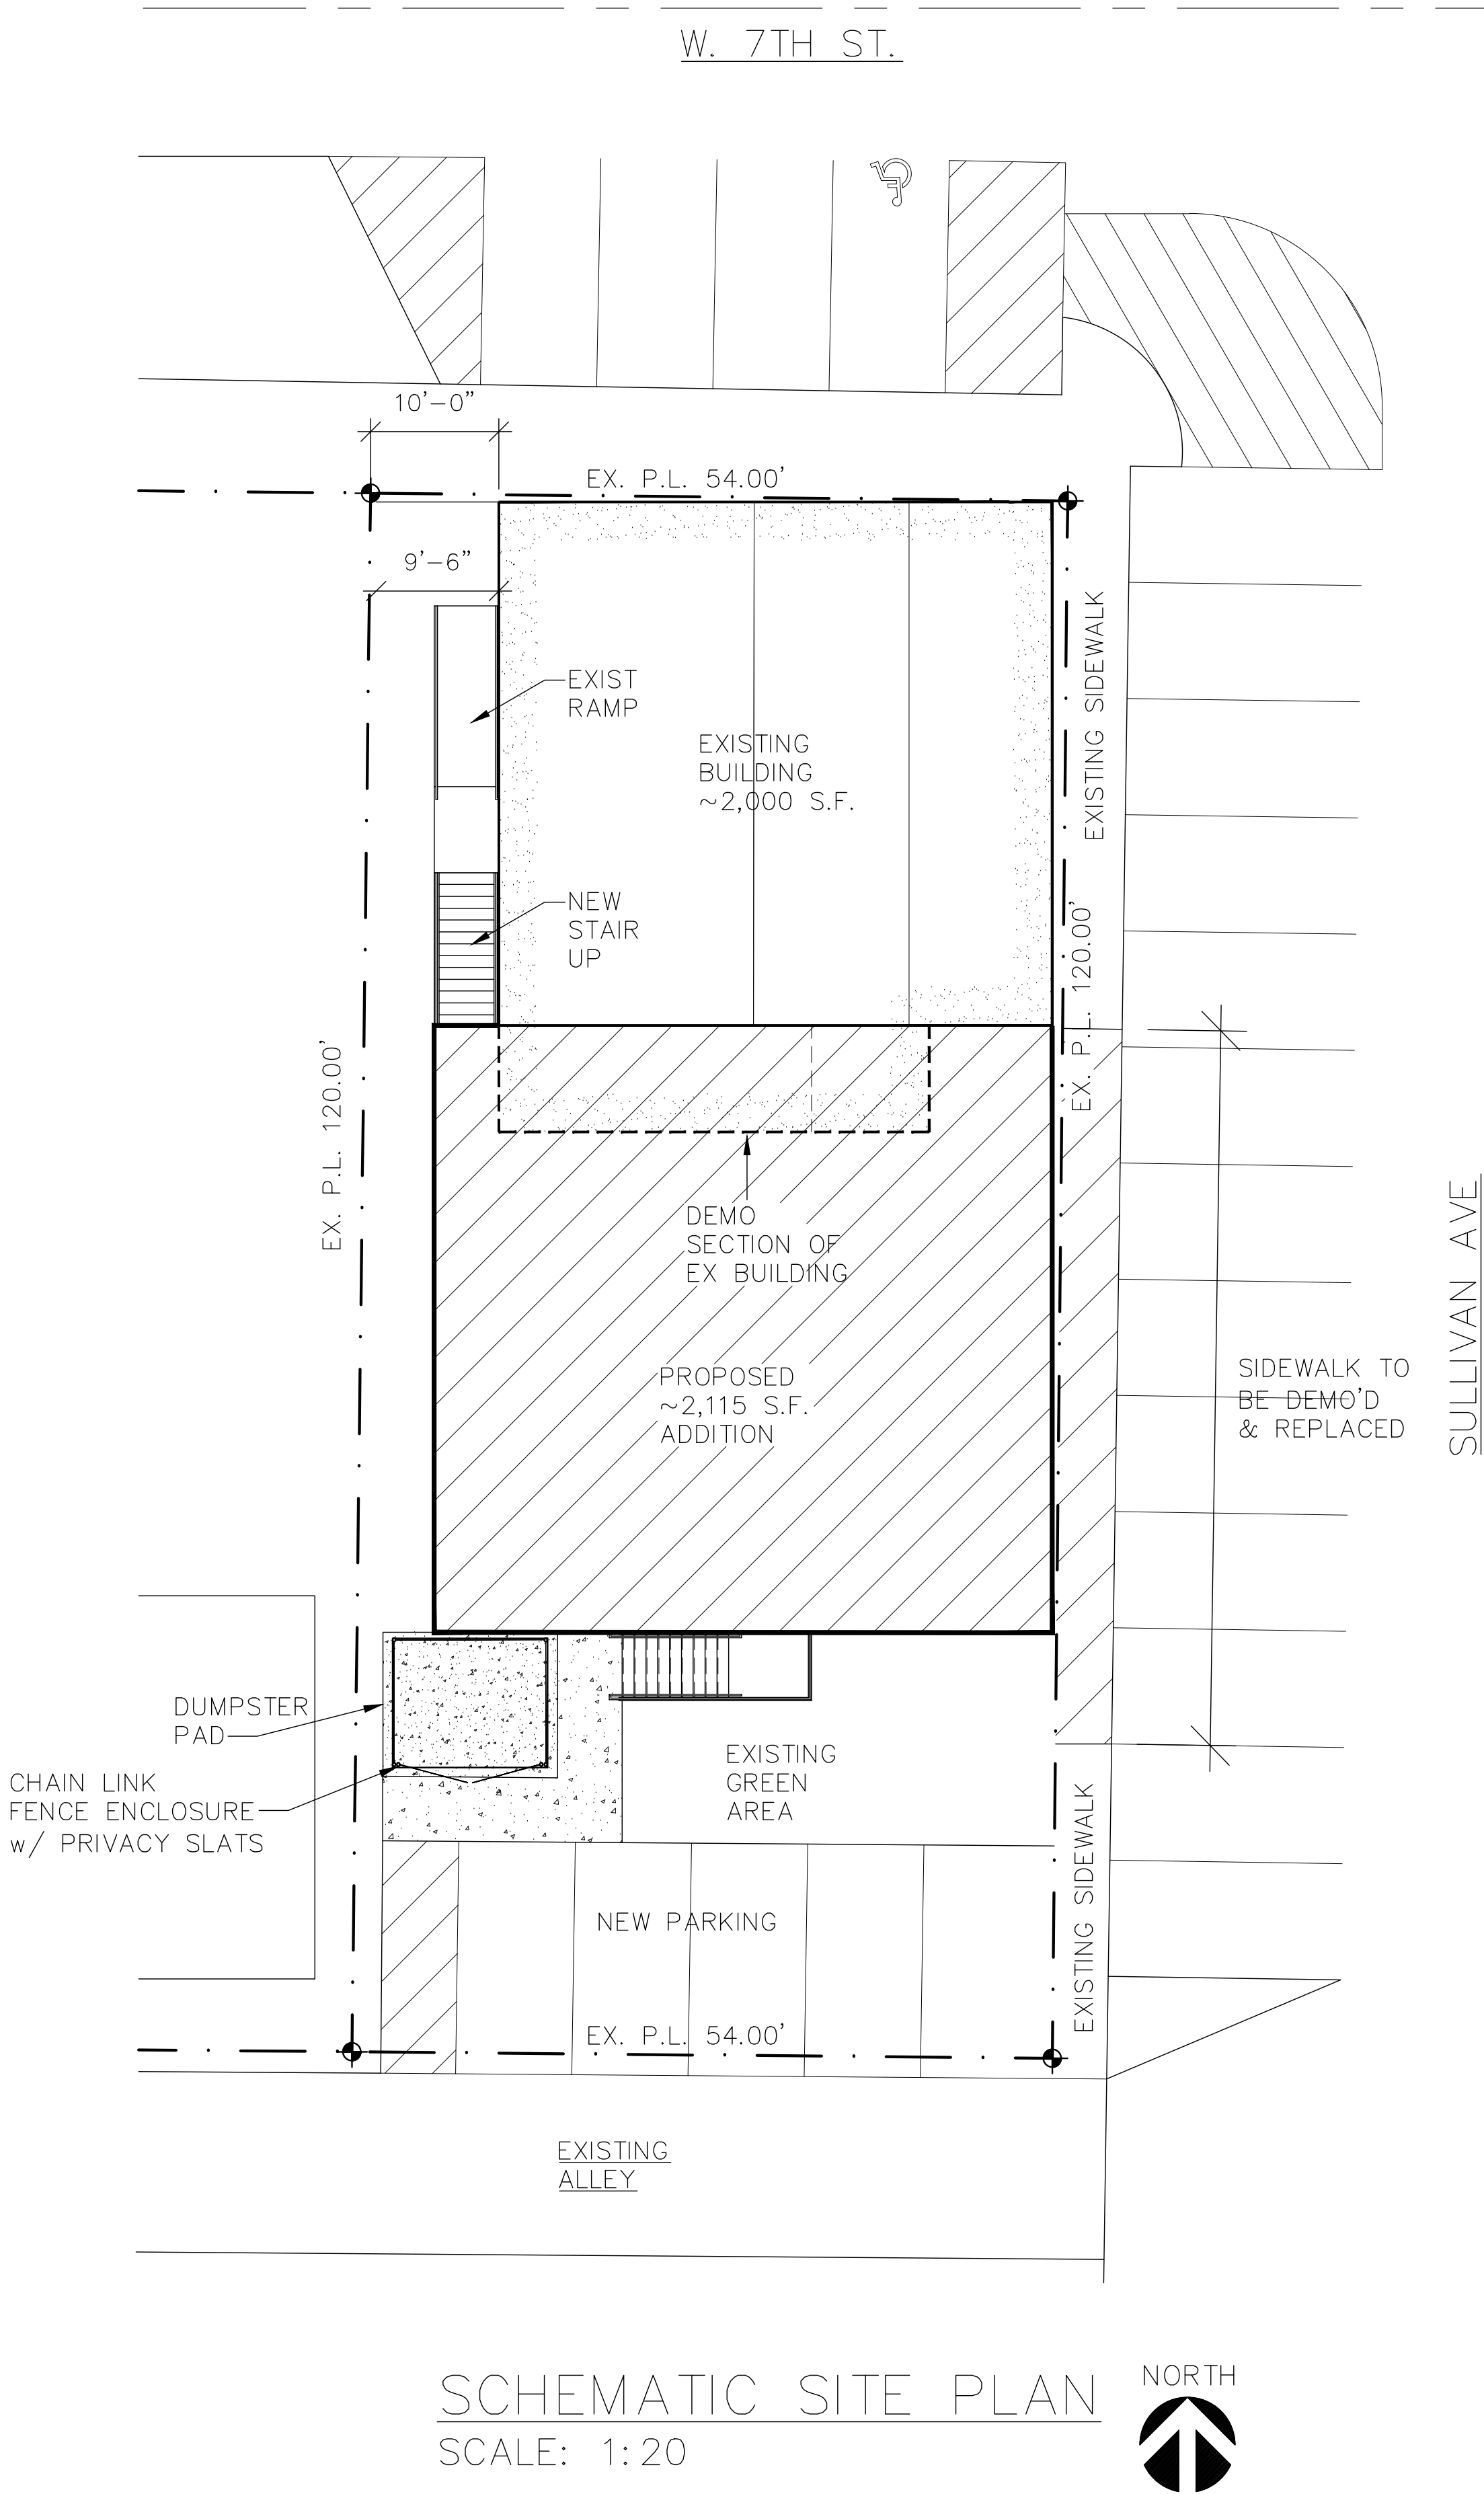 W. 7TH ST.
10'-0"
EX. P.L. 54.00'
9'-6"
EXIST
RAMP
EXISTING SIDEWALK
EXISTING
BUILDING
~2,000 S.F.
NEW
STAIR
UP
EX. P.L. 120.00'
EX. P.L. 120.00'
DEMO
SECTION OF
EX BUILDING
SULLIVAN AVE
PROPOSED
~2,115 S.F.
ADDITION
SIDEWALK TO
BE DEMO'D
& REPLACED
DUMPSTER
PAD
EXISTING
GREEN
AREA
CHAIN LINK
FENCE ENCLOSURE
w/ PRIVACY SLATS
EXISTING SIDEWALK
NEW PARKING
EX. P.L. 54.00'
EXISTING
ALLEY
SCHEMATIC SITE PLAN
SCALE: 1:20
NORTH